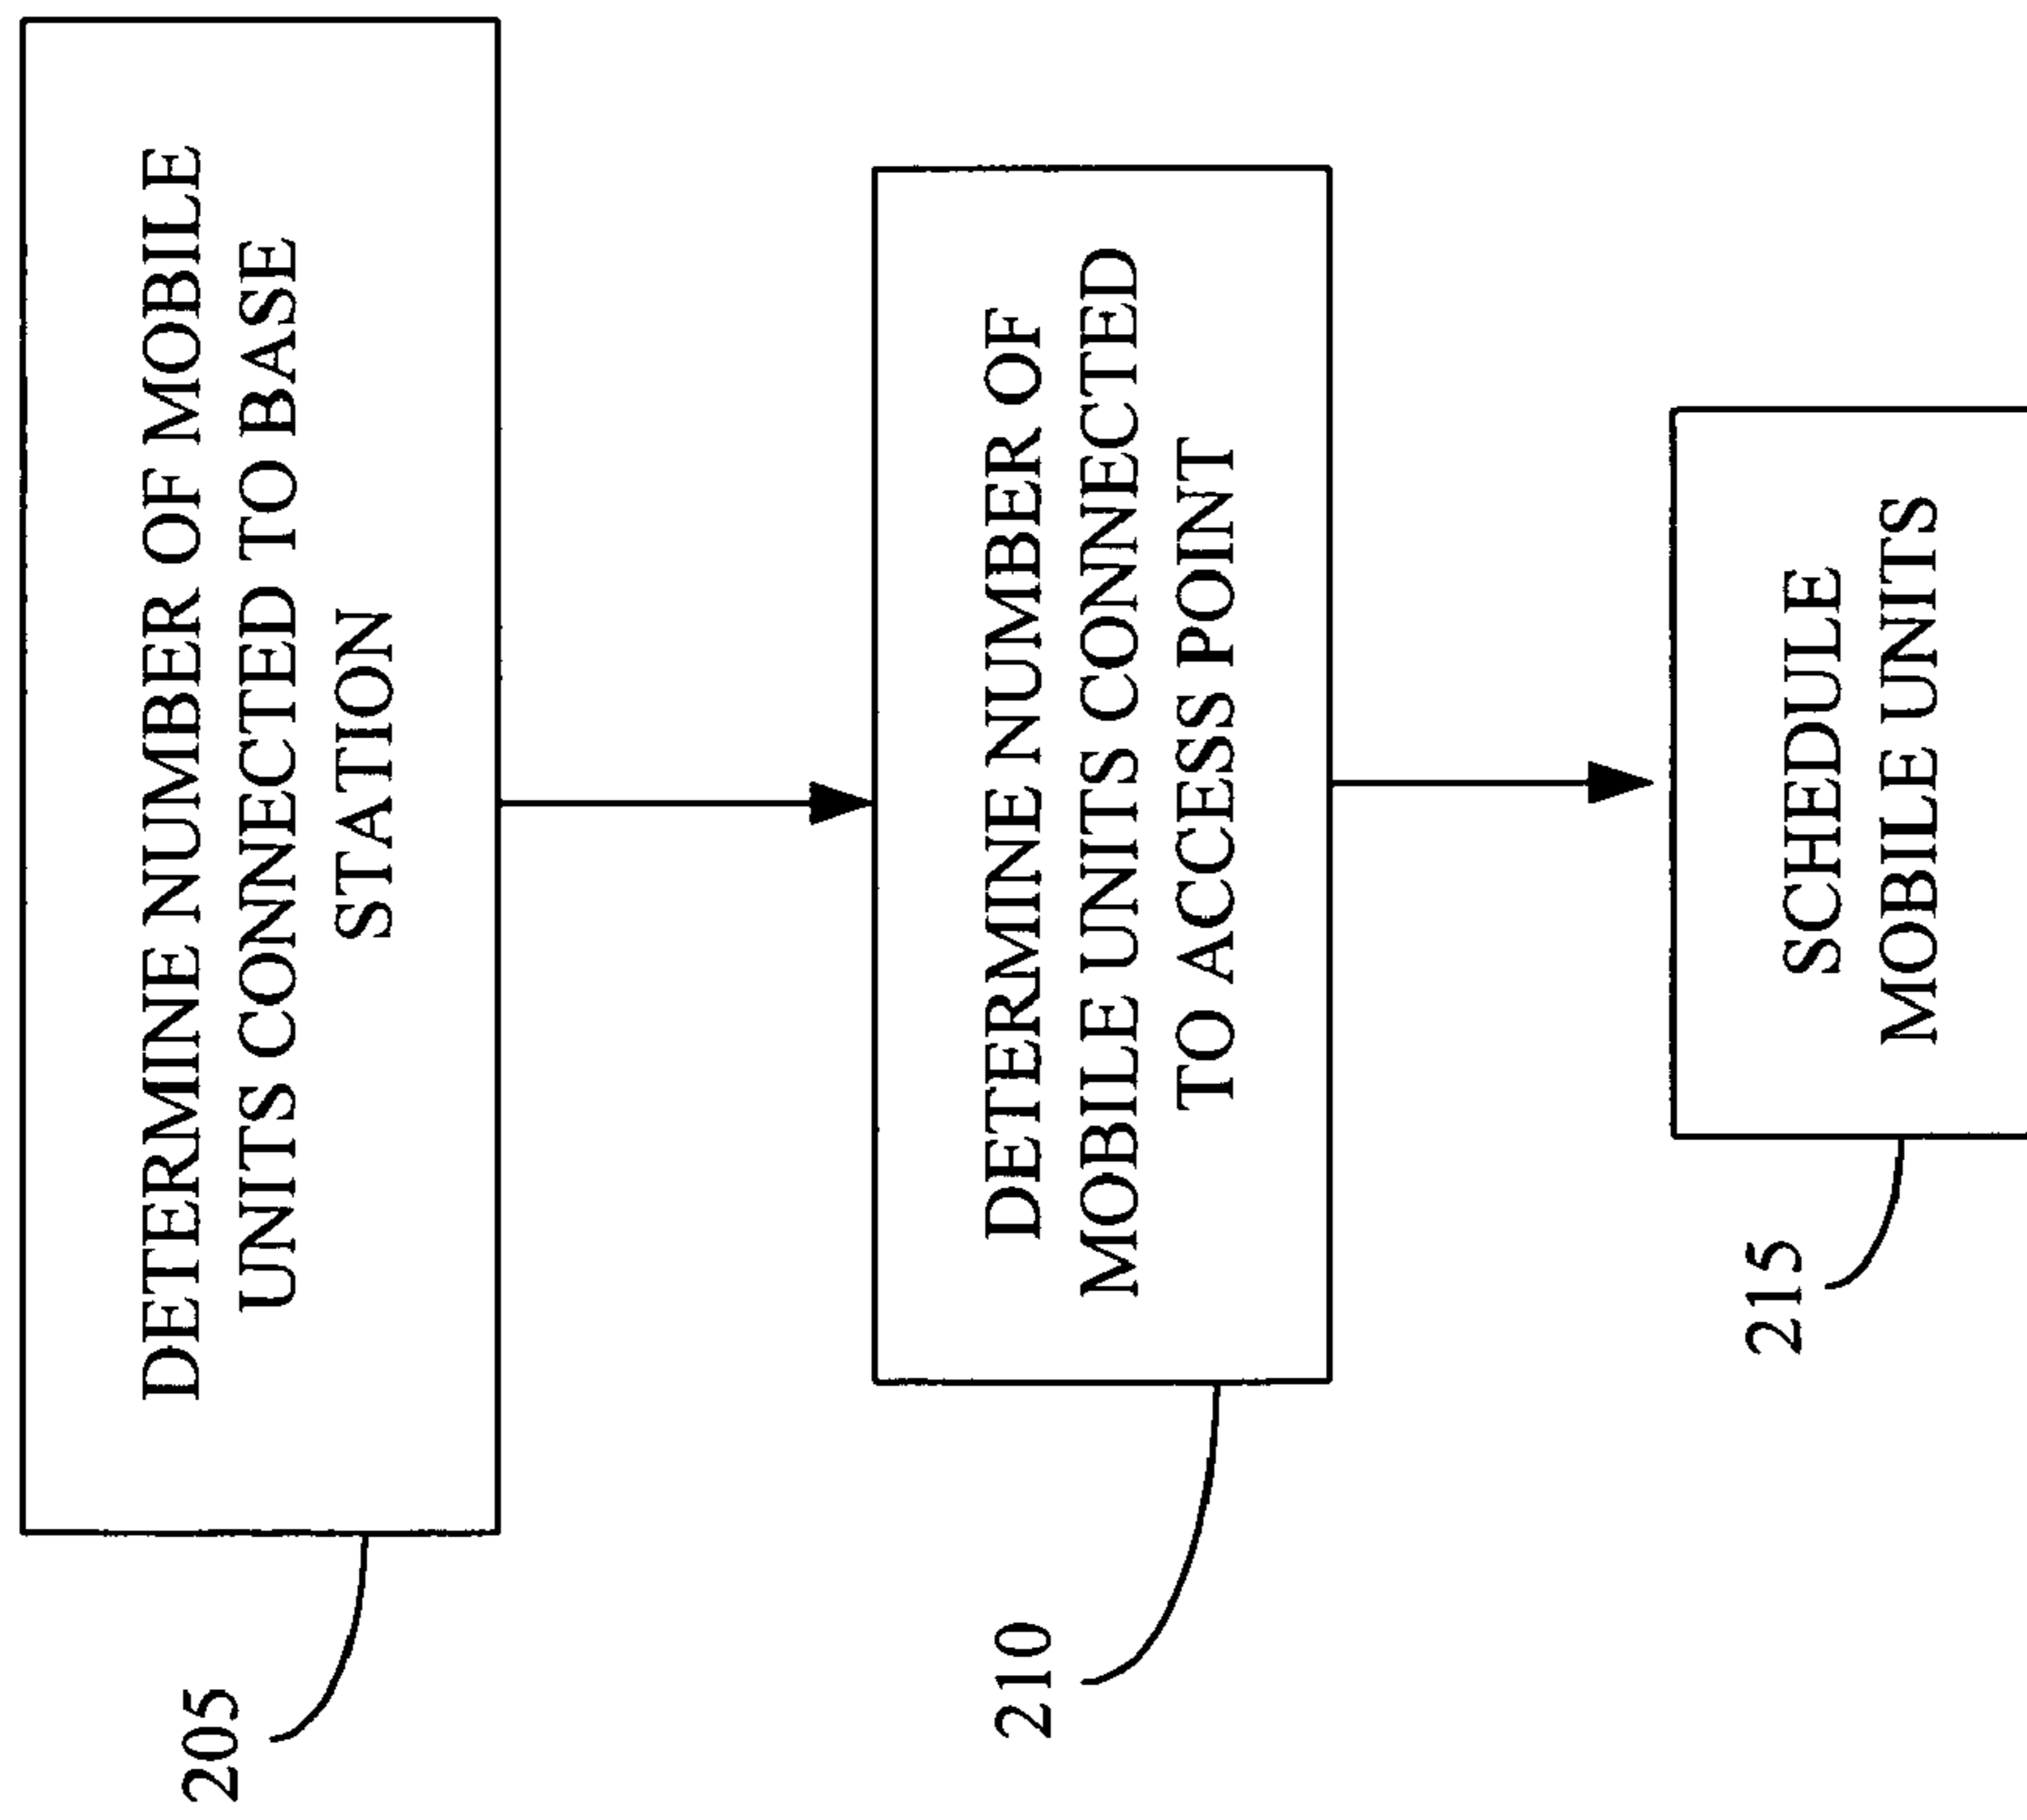 DETERMINE NUMBER OF MOBILE
UNITS CONNECTED TO BASE
STATION
205
DETERMINE NUMBER OF
MOBILE UNITS CONNECTED
TO ACCESS POINT
210
SCHEDULE
MOBILE UNITS
215